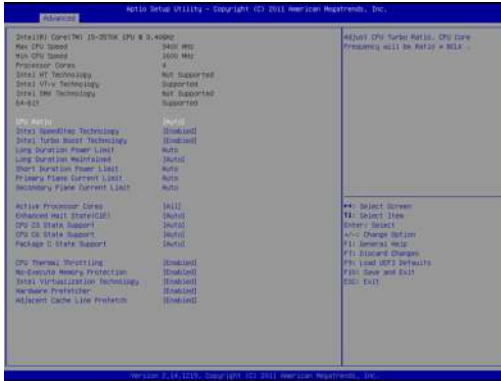 Aptio Setup Utility - Copyright (C) 2011 American Megatrends, Inc.
Advanced
Intel(R) Core(TM) i5-3570K CPU @ 3.40GHz
Max CPU Speed 3400 MHz
Min CPU Speed 1600 MHz
Processor Cores 4
Intel HT Technology Not Supported
Intel VT-x Technology Supported
Intel SMX Technology Not Supported
64-bit Supported
CPU Ratio [Auto]
Intel SpeedStep Technology [Enabled]
Intel Turbo Boost Technology [Enabled]
Long Duration Power Limit Auto
Long Duration Maintained [Auto]
Short Duration Power Limit Auto
Primary Plane Current Limit Auto
Secondary Plane Current Limit Auto
Active Processor Cores [All]
Enhanced Halt State(C1E) [Auto]
CPU C3 State Support [Auto]
CPU C6 State Support [Auto]
Package C State Support [Auto]
CPU Thermal Throttling [Enabled]
No-Execute Memory Protection [Enabled]
Intel Virtualization Technology [Enabled]
Hardware Prefetcher [Enabled]
Adjacent Cache Line Prefetch [Enabled]
Adjust CPU Turbo Ratio. CPU Core
Frequency will be Ratio * BCLK .
→←: Select Screen
↑↓: Select Item
Enter: Select
+/-: Change Option
F1: General Help
F7: Discard Changes
F9: Load UEFI Defaults
F10: Save and Exit
ESC: Exit
Version 2.14.1219. Copyright (C) 2011 American Megatrends, Inc.